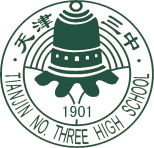 ·天津三中·
1901
TIANJIN NO. THREE HIGH SCHOOL